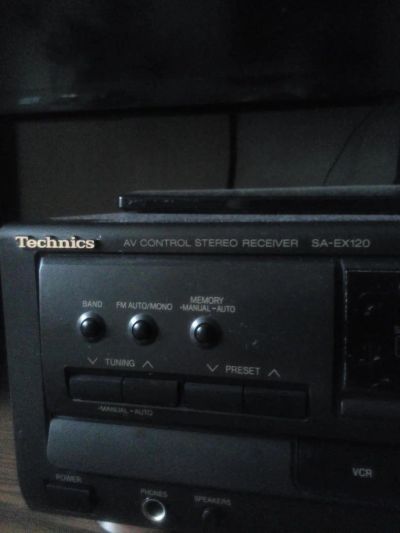 Technics AV CONTROL STEREO RECEIVER SA-EX120
BAND FM AUTO/MONO MEMORY
•MANUAL – AUTO
TUNING PRESET
•MANUAL – AUTO
VCR
POWER PHONES SPEAKERS